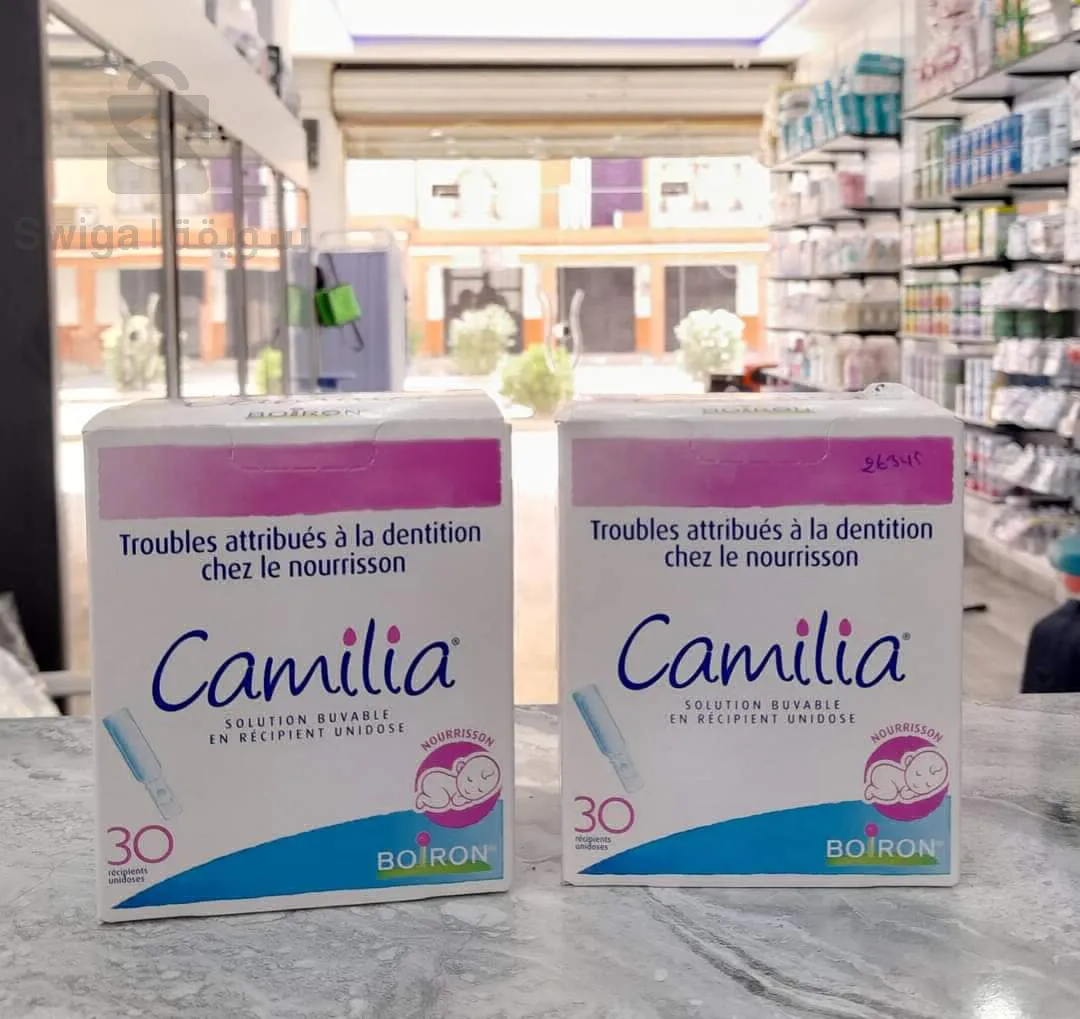 Swiqa سويقة
BOIRON
Troubles attribués à la dentition
chez le nourrisson
Camilia®
SOLUTION BUVABLE
EN RÉCIPIENT UNIDOSE
NOURRISSON
30
récipients
unidoses
BOIRON
BOIRON
Troubles attribués à la dentition
chez le nourrisson
Camilia®
SOLUTION BUVABLE
EN RÉCIPIENT UNIDOSE
NOURRISSON
30
récipients
unidoses
BOIRON